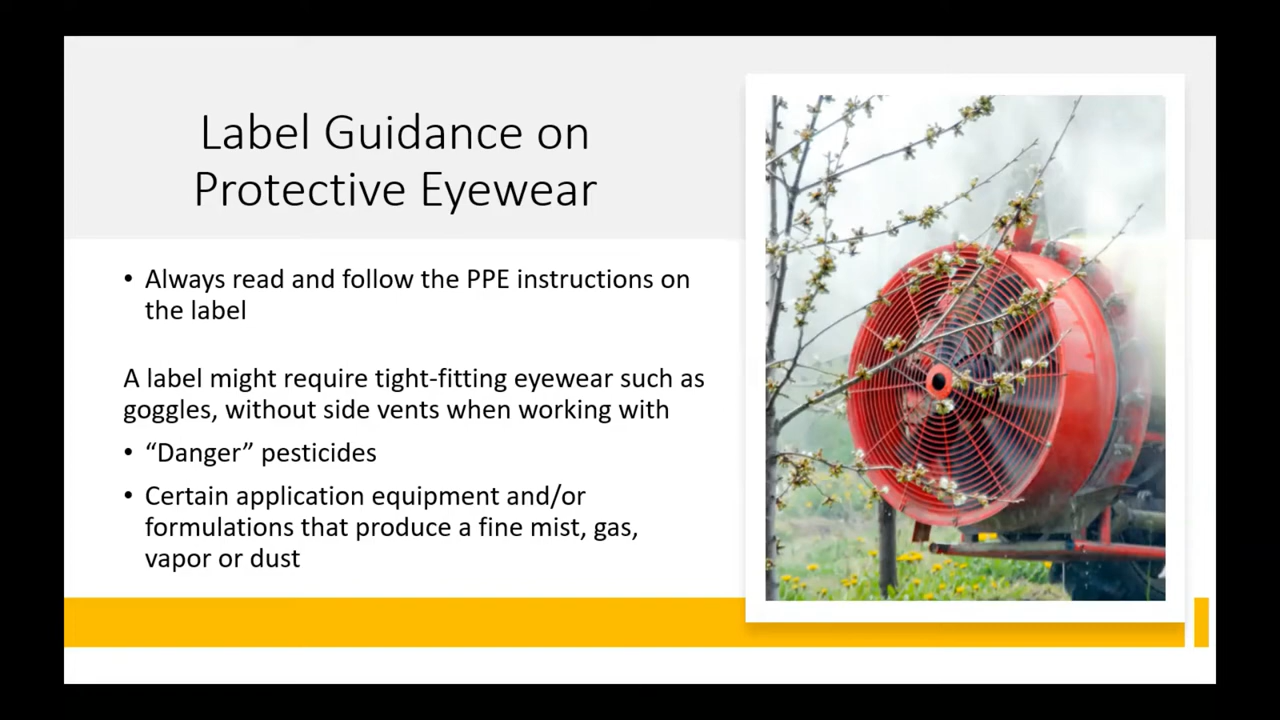 Label Guidance on
Protective Eyewear
• Always read and follow the PPE instructions on
the label
A label might require tight-fitting eyewear such as
goggles, without side vents when working with
• “Danger” pesticides
• Certain application equipment and/or
formulations that produce a fine mist, gas,
vapor or dust